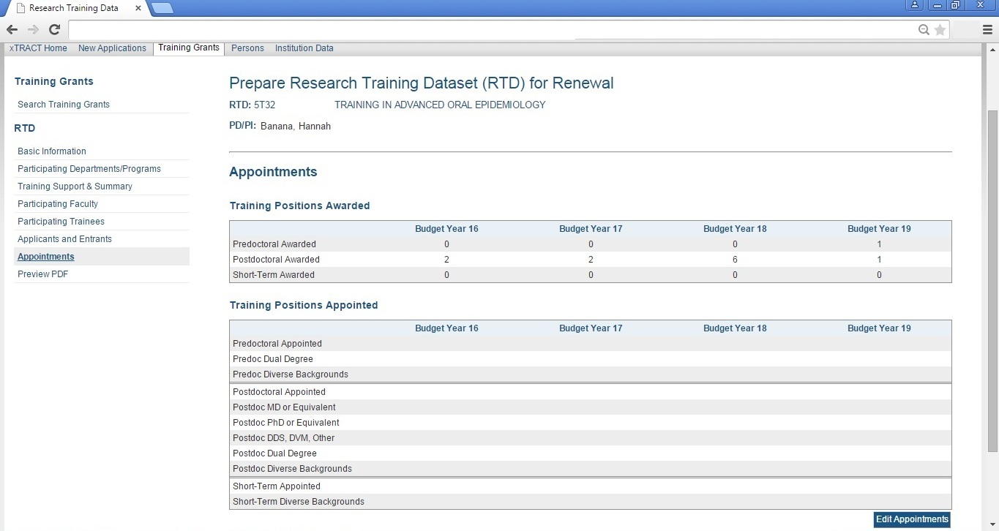 Research Training Data
xTRACT Home New Applications Training Grants Persons Institution Data
Training Grants
Search Training Grants
RTD
Basic Information
Participating Departments/Programs
Training Support & Summary
Participating Faculty
Participating Trainees
Applicants and Entrants
Appointments
Preview PDF
Prepare Research Training Dataset (RTD) for Renewal
RTD: 5T32 TRAINING IN ADVANCED ORAL EPIDEMIOLOGY
PD/PI: Banana, Hannah
Appointments
Training Positions Awarded
Budget Year 16 Budget Year 17 Budget Year 18 Budget Year 19
Predoctoral Awarded 0 0 0 1
Postdoctoral Awarded 2 2 6 1
Short-Term Awarded 0 0 0 0
Training Positions Appointed
Budget Year 16 Budget Year 17 Budget Year 18 Budget Year 19
Predoctoral Appointed
Predoc Dual Degree
Predoc Diverse Backgrounds
Postdoctoral Appointed
Postdoc MD or Equivalent
Postdoc PhD or Equivalent
Postdoc DDS, DVM, Other
Postdoc Dual Degree
Postdoc Diverse Backgrounds
Short-Term Appointed
Short-Term Diverse Backgrounds
Edit Appointments